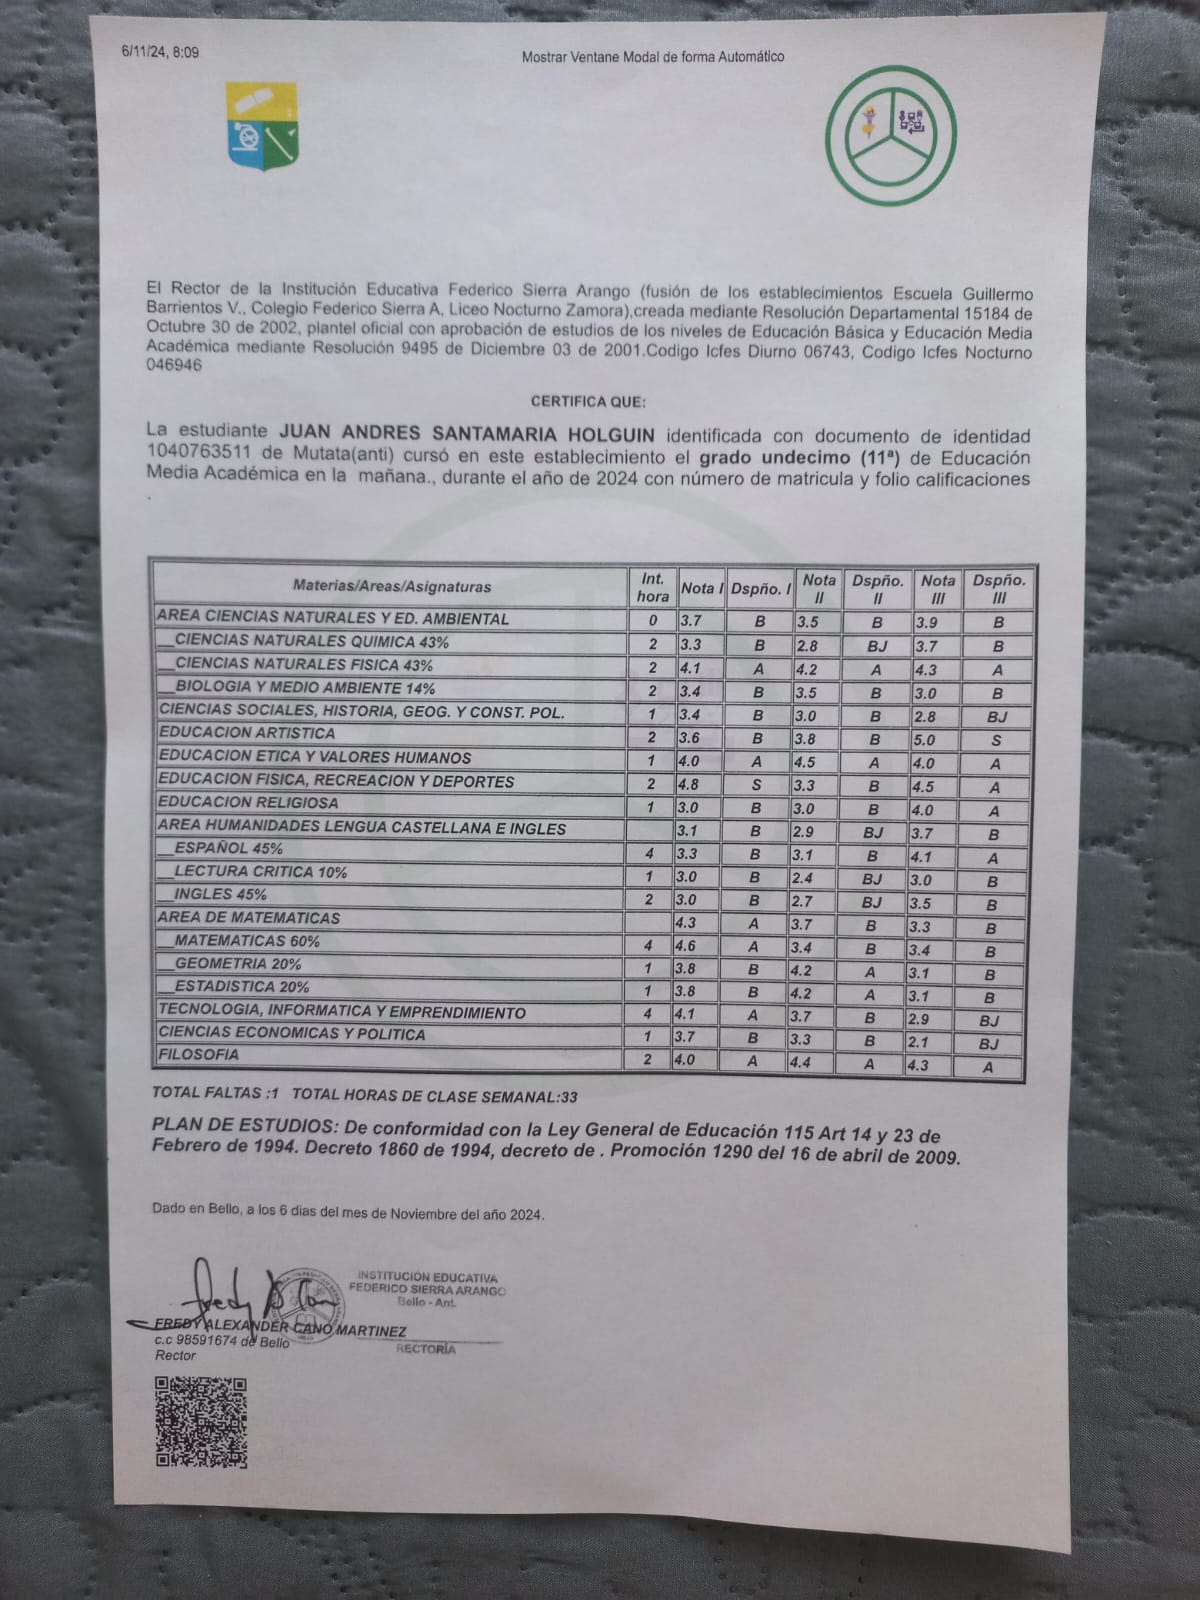 6/11/24, 8:09
Mostrar Ventane Modal de forma Automático
El Rector de la Institución Educativa Federico Sierra Arango (fusión de los establecimientos Escuela Guillermo
Barrientos V., Colegio Federico Sierra A, Liceo Nocturno Zamora),creada mediante Resolución Departamental 15184 de
Octubre 30 de 2002, plantel oficial con aprobación de estudios de los niveles de Educación Básica y Educación Media
Académica mediante Resolución 9495 de Diciembre 03 de 2001.Codigo Icfes Diurno 06743, Codigo Icfes Nocturno
046946
CERTIFICA QUE:
La estudiante JUAN ANDRES SANTAMARIA HOLGUIN identificada con documento de identidad
1040763511 de Mutata(anti) cursó en este establecimiento el grado undecimo (11ª) de Educación
Media Académica en la mañana., durante el año de 2024 con número de matricula y folio calificaciones
.
Materias/Areas/Asignaturas Int. hora Nota I Dspño. I Nota II Dspño. II Nota III Dspño. III
AREA CIENCIAS NATURALES Y ED. AMBIENTAL 0 3.7 B 3.5 B 3.9 B
__CIENCIAS NATURALES QUIMICA 43% 2 3.3 B 2.8 BJ 3.7 B
__CIENCIAS NATURALES FISICA 43% 2 4.1 A 4.2 A 4.3 A
__BIOLOGIA Y MEDIO AMBIENTE 14% 2 3.4 B 3.5 B 3.0 B
CIENCIAS SOCIALES, HISTORIA, GEOG. Y CONST. POL. 1 3.4 B 3.0 B 2.8 BJ
EDUCACION ARTISTICA 2 3.6 B 3.8 B 5.0 S
EDUCACION ETICA Y VALORES HUMANOS 1 4.0 A 4.5 A 4.0 A
EDUCACION FISICA, RECREACION Y DEPORTES 2 4.8 S 3.3 B 4.5 A
EDUCACION RELIGIOSA 1 3.0 B 3.0 B 4.0 A
AREA HUMANIDADES LENGUA CASTELLANA E INGLES 3.1 B 2.9 BJ 3.7 B
__ESPAÑOL 45% 4 3.3 B 3.1 B 4.1 A
__LECTURA CRITICA 10% 1 3.0 B 2.4 BJ 3.0 B
__INGLES 45% 2 3.0 B 2.7 BJ 3.5 B
AREA DE MATEMATICAS 4.3 A 3.7 B 3.3 B
__MATEMATICAS 60% 4 4.6 A 3.4 B 3.4 B
__GEOMETRIA 20% 1 3.8 B 4.2 A 3.1 B
__ESTADISTICA 20% 1 3.8 B 4.2 A 3.1 B
TECNOLOGIA, INFORMATICA Y EMPRENDIMIENTO 4 4.1 A 3.7 B 2.9 BJ
CIENCIAS ECONOMICAS Y POLITICA 1 3.7 B 3.3 B 2.1 BJ
FILOSOFIA 2 4.0 A 4.4 A 4.3 A
TOTAL FALTAS :1 TOTAL HORAS DE CLASE SEMANAL:33
PLAN DE ESTUDIOS: De conformidad con la Ley General de Educación 115 Art 14 y 23 de
Febrero de 1994. Decreto 1860 de 1994, decreto de . Promoción 1290 del 16 de abril de 2009.
Dado en Bello, a los 6 dias del mes de Noviembre del año 2024.
INSTITUCIÓN EDUCATIVA
FEDERICO SIERRA ARANGO
Bello - Ant.
FREDY ALEXANDER CANO MARTINEZ
c.c 98591674 de Bello
RECTORÍA
Rector